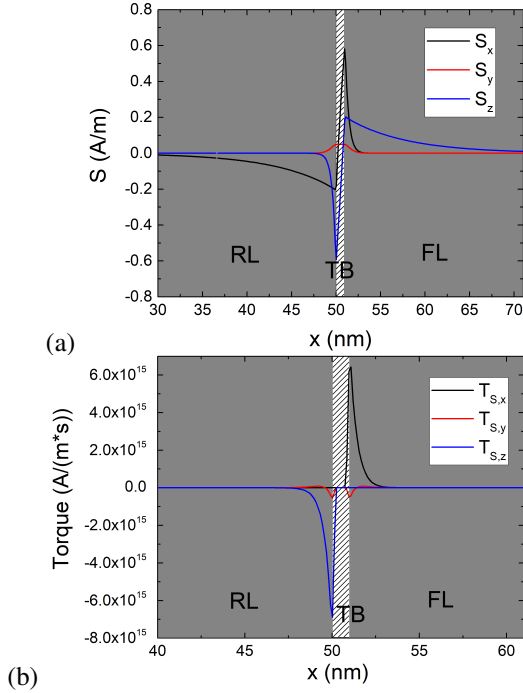 0.8
0.6
0.4
0.2
0.0
-0.2
-0.4
-0.6
-0.8
S (A/m)
S_x
S_y
S_z
RL TB FL
30 35 40 45 50 55 60 65 70
x (nm)
(a)
6.0x10^15
4.0x10^15
2.0x10^15
0.0
-2.0x10^15
-4.0x10^15
-6.0x10^15
-8.0x10^15
Torque (A/(m*s))
T_S,x
T_S,y
T_S,z
RL TB FL
40 45 50 55 60
x (nm)
(b)